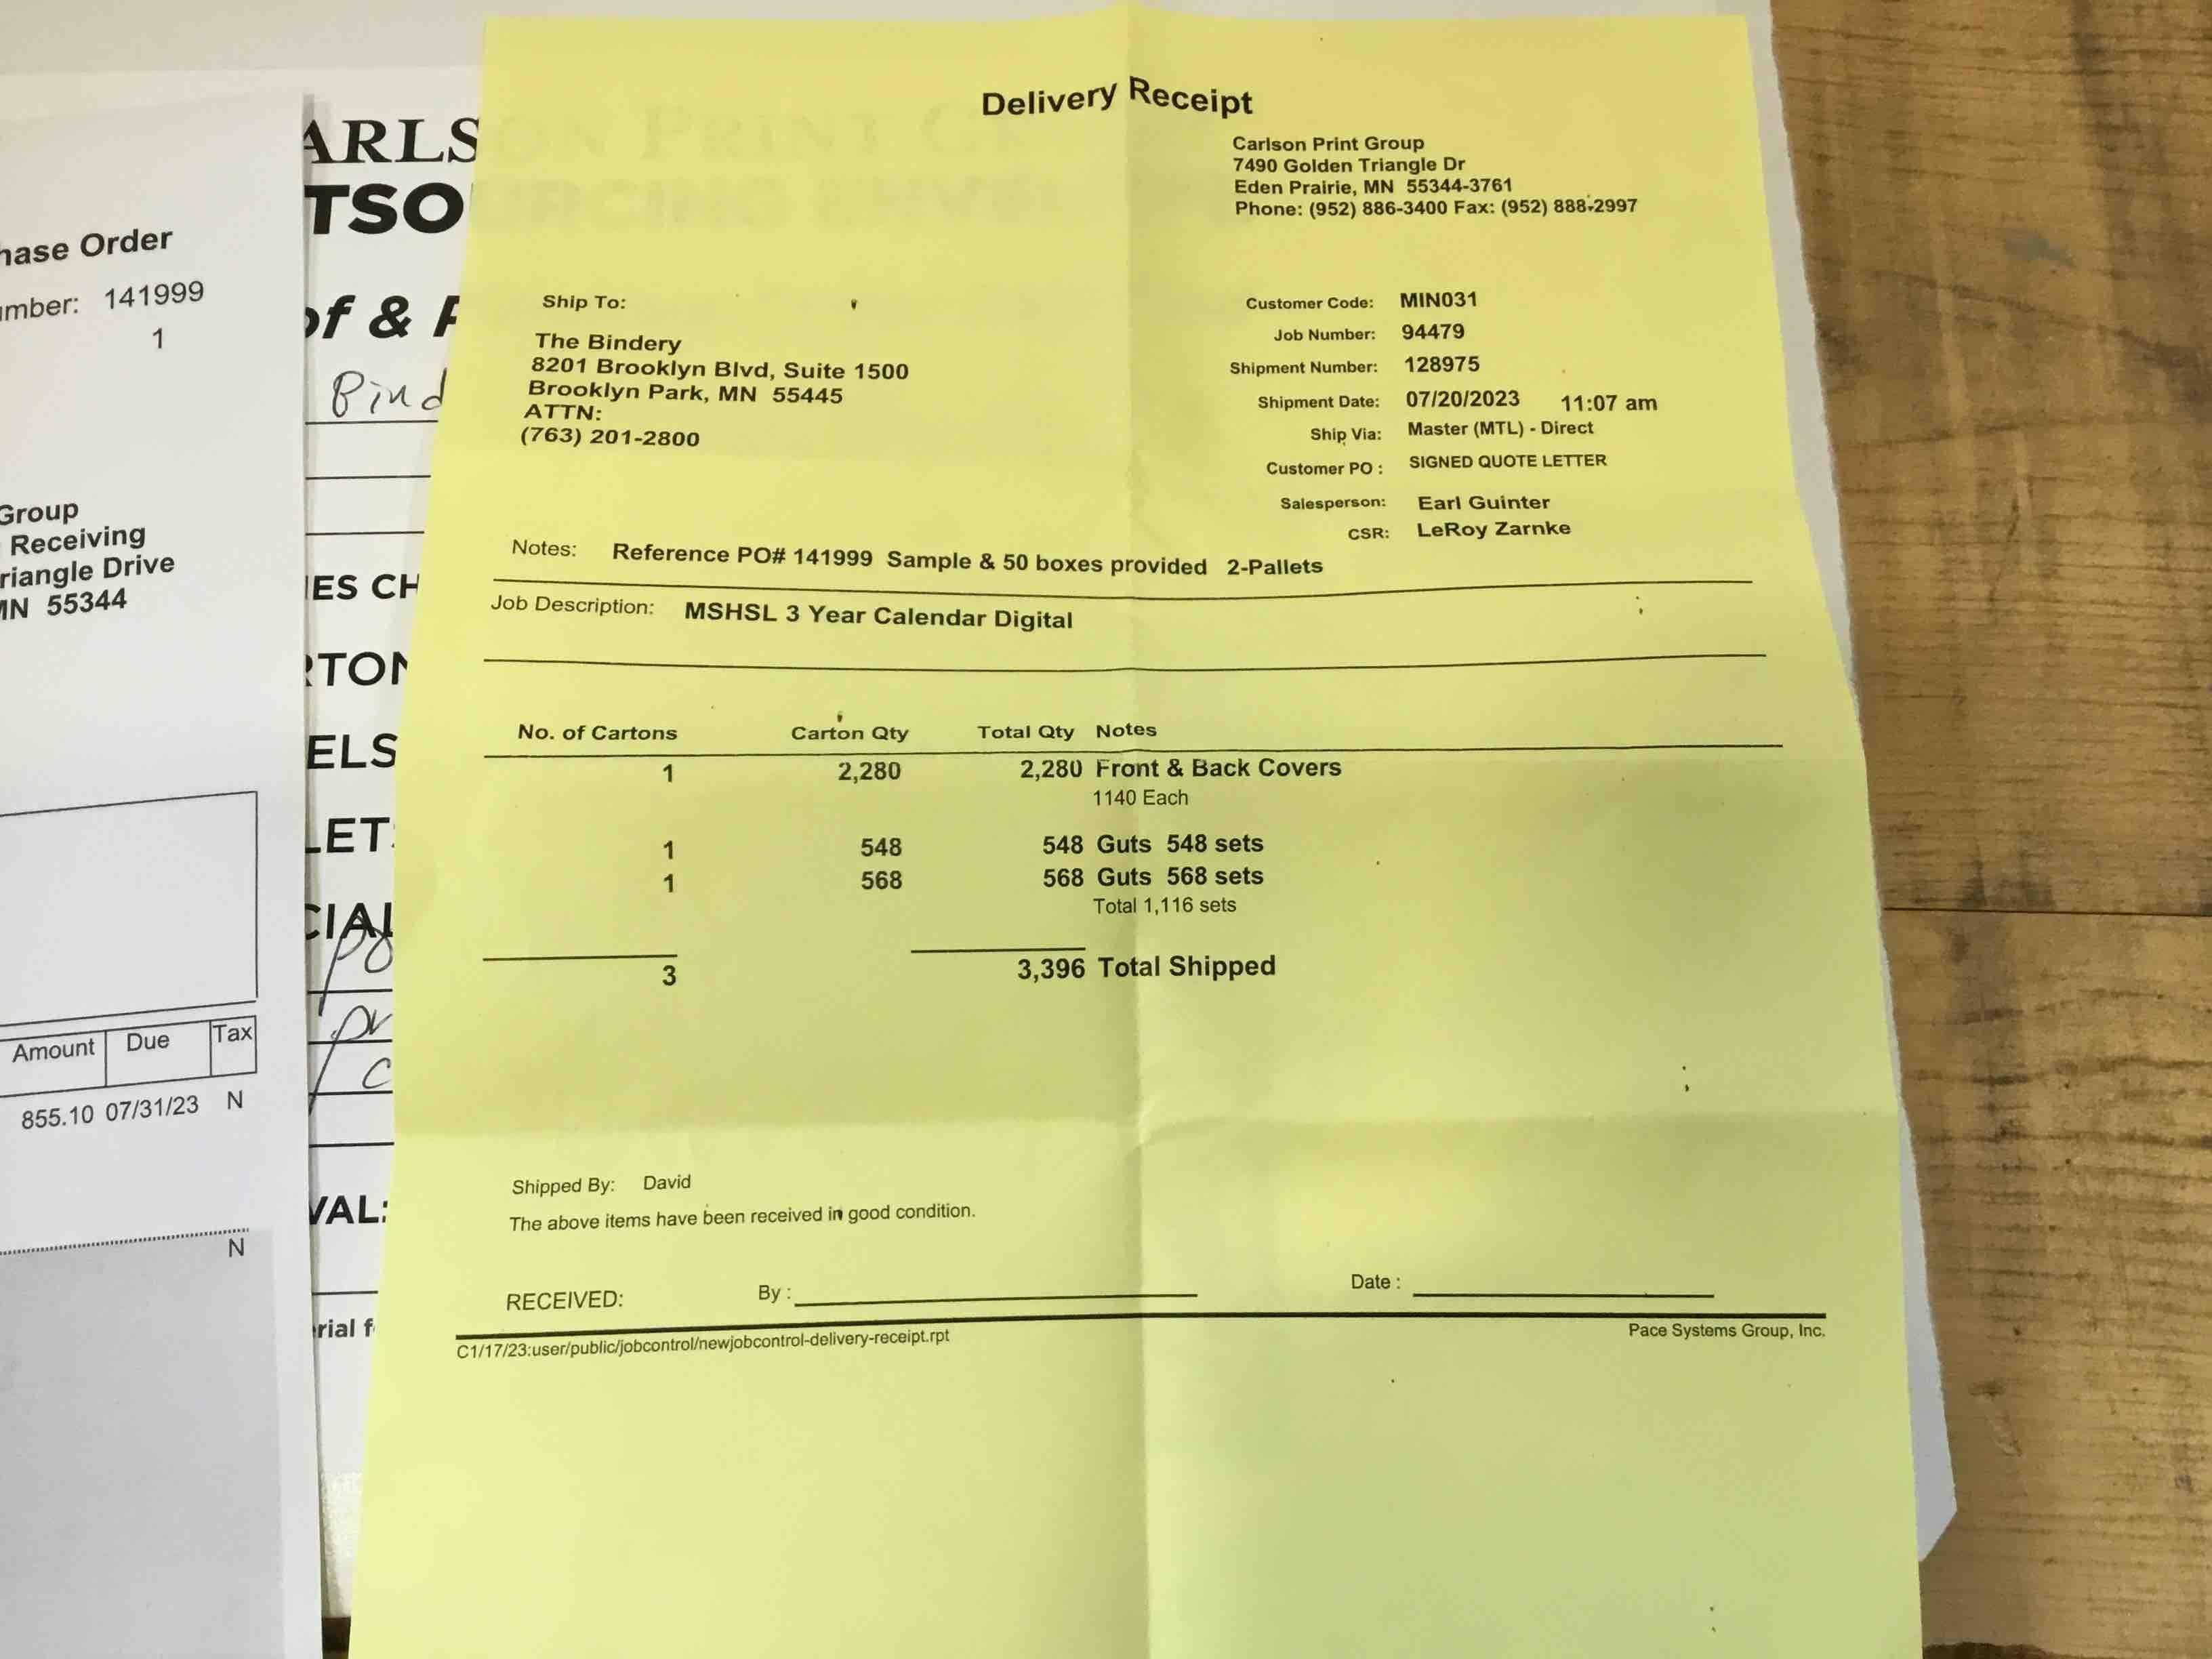 hase Order
umber: 141999
1
Group
Receiving
riangle Drive
MN 55344
Amount Due Tax
855.10 07/31/23 N
N
ARLS
TSO
of & P
Bind
IES CH
RTON
ELS
LETS
CIAL
PO
VAL:
rial f
Delivery Receipt
Carlson Print Group
7490 Golden Triangle Dr
Eden Prairie, MN 55344-3761
Phone: (952) 886-3400 Fax: (952) 888-2997
Ship To:
The Bindery
8201 Brooklyn Blvd, Suite 1500
Brooklyn Park, MN 55445
ATTN:
(763) 201-2800
Customer Code: MIN031
Job Number: 94479
Shipment Number: 128975
Shipment Date: 07/20/2023 11:07 am
Ship Via: Master (MTL) - Direct
Customer PO : SIGNED QUOTE LETTER
Salesperson: Earl Guinter
CSR: LeRoy Zarnke
Notes: Reference PO# 141999 Sample & 50 boxes provided 2-Pallets
Job Description: MSHSL 3 Year Calendar Digital
No. of Cartons Carton Qty Total Qty Notes
1 2,280 2,280 Front & Back Covers
1140 Each
1 548 548 Guts 548 sets
1 568 568 Guts 568 sets
Total 1,116 sets
3 3,396 Total Shipped
Shipped By: David
The above items have been received in good condition.
RECEIVED: By : Date :
C1/17/23:user/public/jobcontrol/newjobcontrol-delivery-receipt.rpt
Pace Systems Group, Inc.